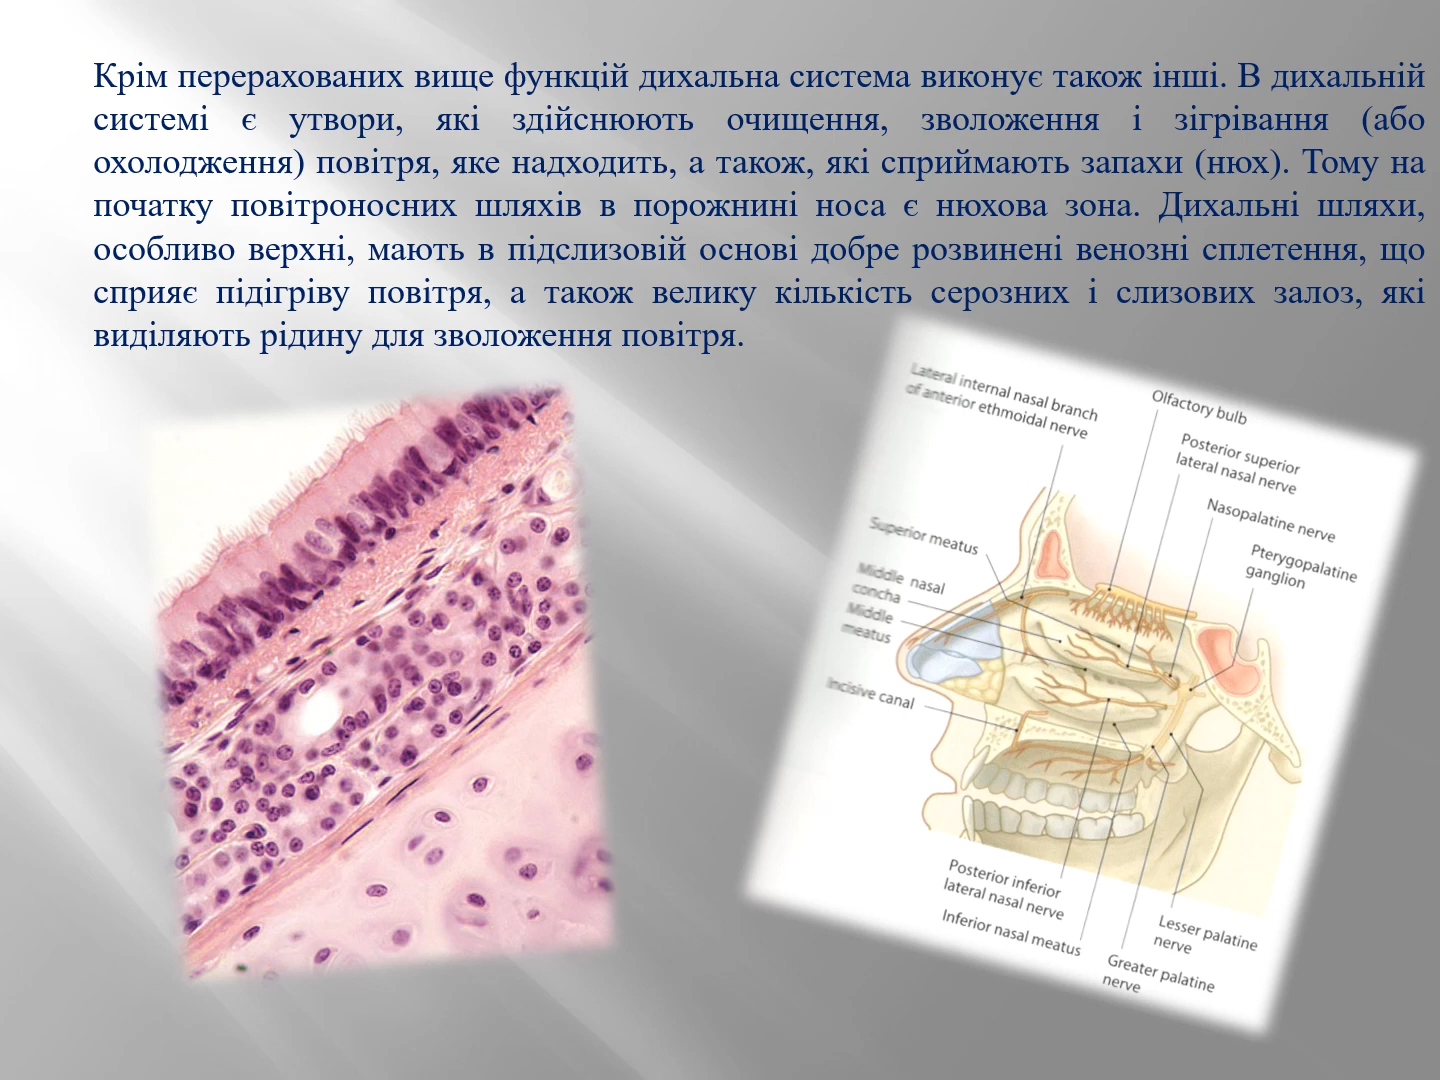 Крім перерахованих вище функцій дихальна система виконує також інші. В дихальній
системі є утвори, які здійснюють очищення, зволоження і зігрівання (або
охолодження) повітря, яке надходить, а також, які сприймають запахи (нюх). Тому на
початку повітроносних шляхів в порожнині носа є нюхова зона. Дихальні шляхи,
особливо верхні, мають в підслизовій основі добре розвинені венозні сплетення, що
сприяє підігріву повітря, а також велику кількість серозних і слизових залоз, які
виділяють рідину для зволоження повітря.
Lateral internal nasal branch
of anterior ethmoidal nerve
Olfactory bulb
Posterior superior
lateral nasal nerve
Nasopalatine nerve
Pterygopalatine
ganglion
Superior meatus
Middle nasal
concha
Middle
meatus
Incisive canal
Posterior inferior
lateral nasal nerve
Inferior nasal meatus
Lesser palatine
nerve
Greater palatine
nerve